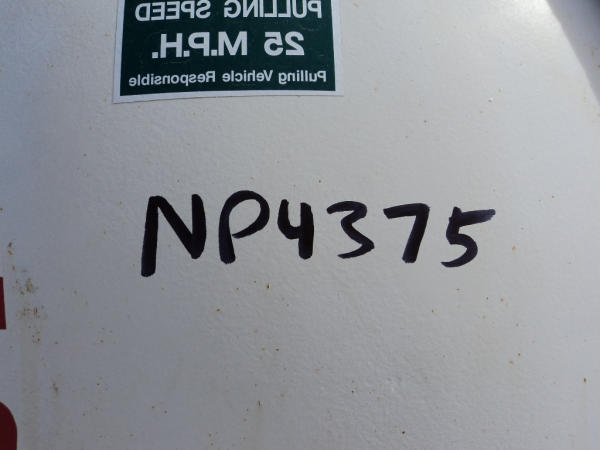 PULLING SPEED
25 M.P.H.
Pulling Vehicle Responsible
NP4375